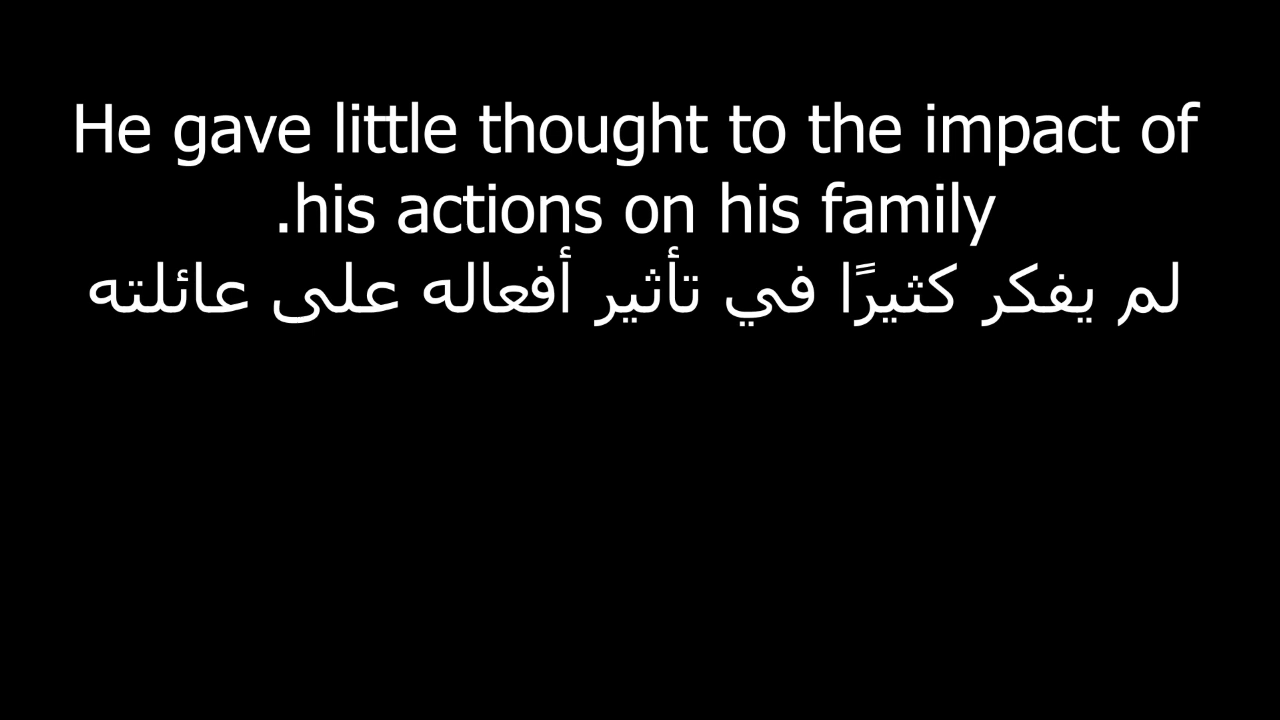 He gave little thought to the impact of
.his actions on his family
لم يفكر كثيرًا في تأثير أفعاله على عائلته